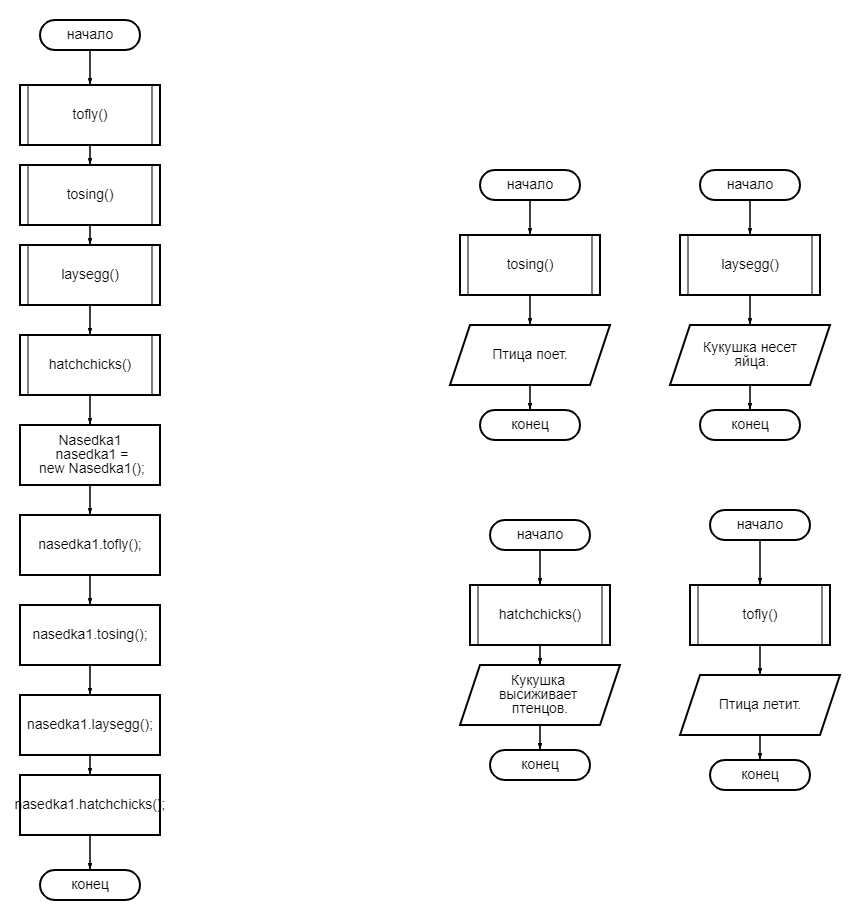 начало
tofly()
tosing()
laysegg()
hatchchicks()
Nasedka1
nasedka1 =
new Nasedka1();
nasedka1.tofly();
nasedka1.tosing();
nasedka1.laysegg();
nasedka1.hatchchicks();
конец
начало
tosing()
Птица поет.
конец
начало
laysegg()
Кукушка несет
яйца.
конец
начало
hatchchicks()
Кукушка
высиживает
птенцов.
конец
начало
tofly()
Птица летит.
конец